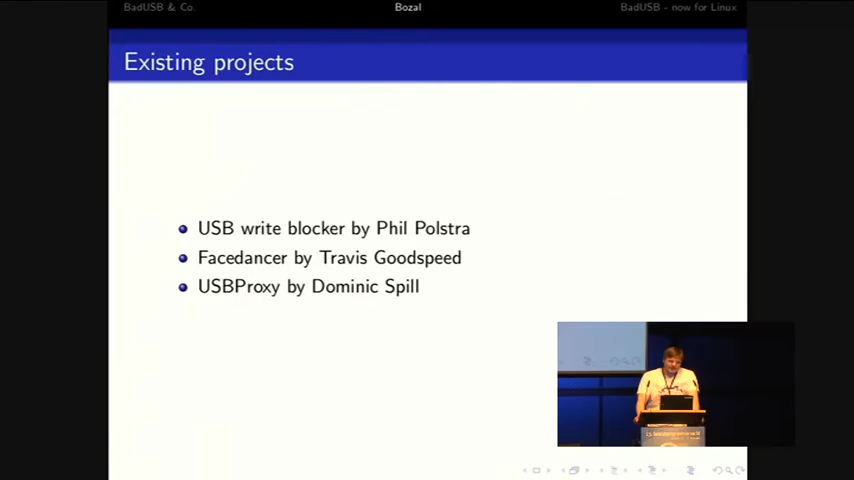 BadUSB & Co.
Bozal
BadUSB - now for Linux
Existing projects
USB write blocker by Phil Polstra
Facedancer by Travis Goodspeed
USBProxy by Dominic Spill